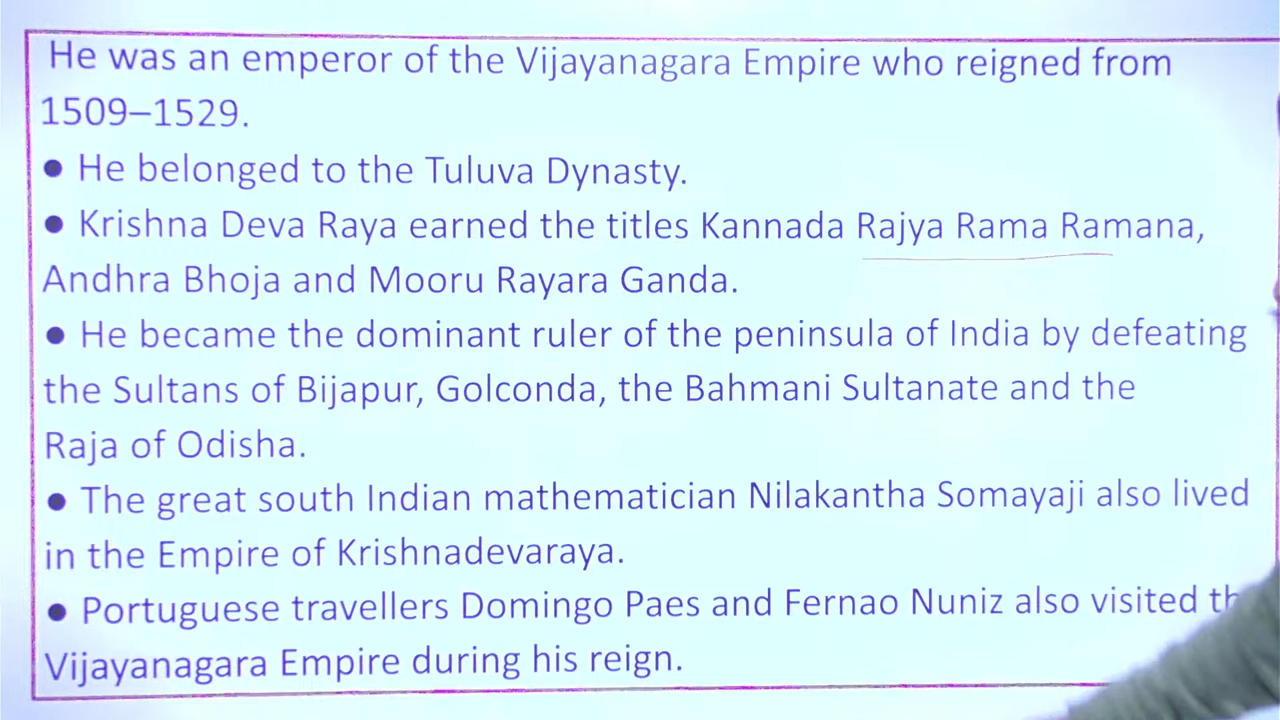 He was an emperor of the Vijayanagara Empire who reigned from
1509–1529.
● He belonged to the Tuluva Dynasty.
● Krishna Deva Raya earned the titles Kannada Rajya Rama Ramana,
Andhra Bhoja and Mooru Rayara Ganda.
● He became the dominant ruler of the peninsula of India by defeating
the Sultans of Bijapur, Golconda, the Bahmani Sultanate and the
Raja of Odisha.
● The great south Indian mathematician Nilakantha Somayaji also lived
in the Empire of Krishnadevaraya.
● Portuguese travellers Domingo Paes and Fernao Nuniz also visited
Vijayanagara Empire during his reign.